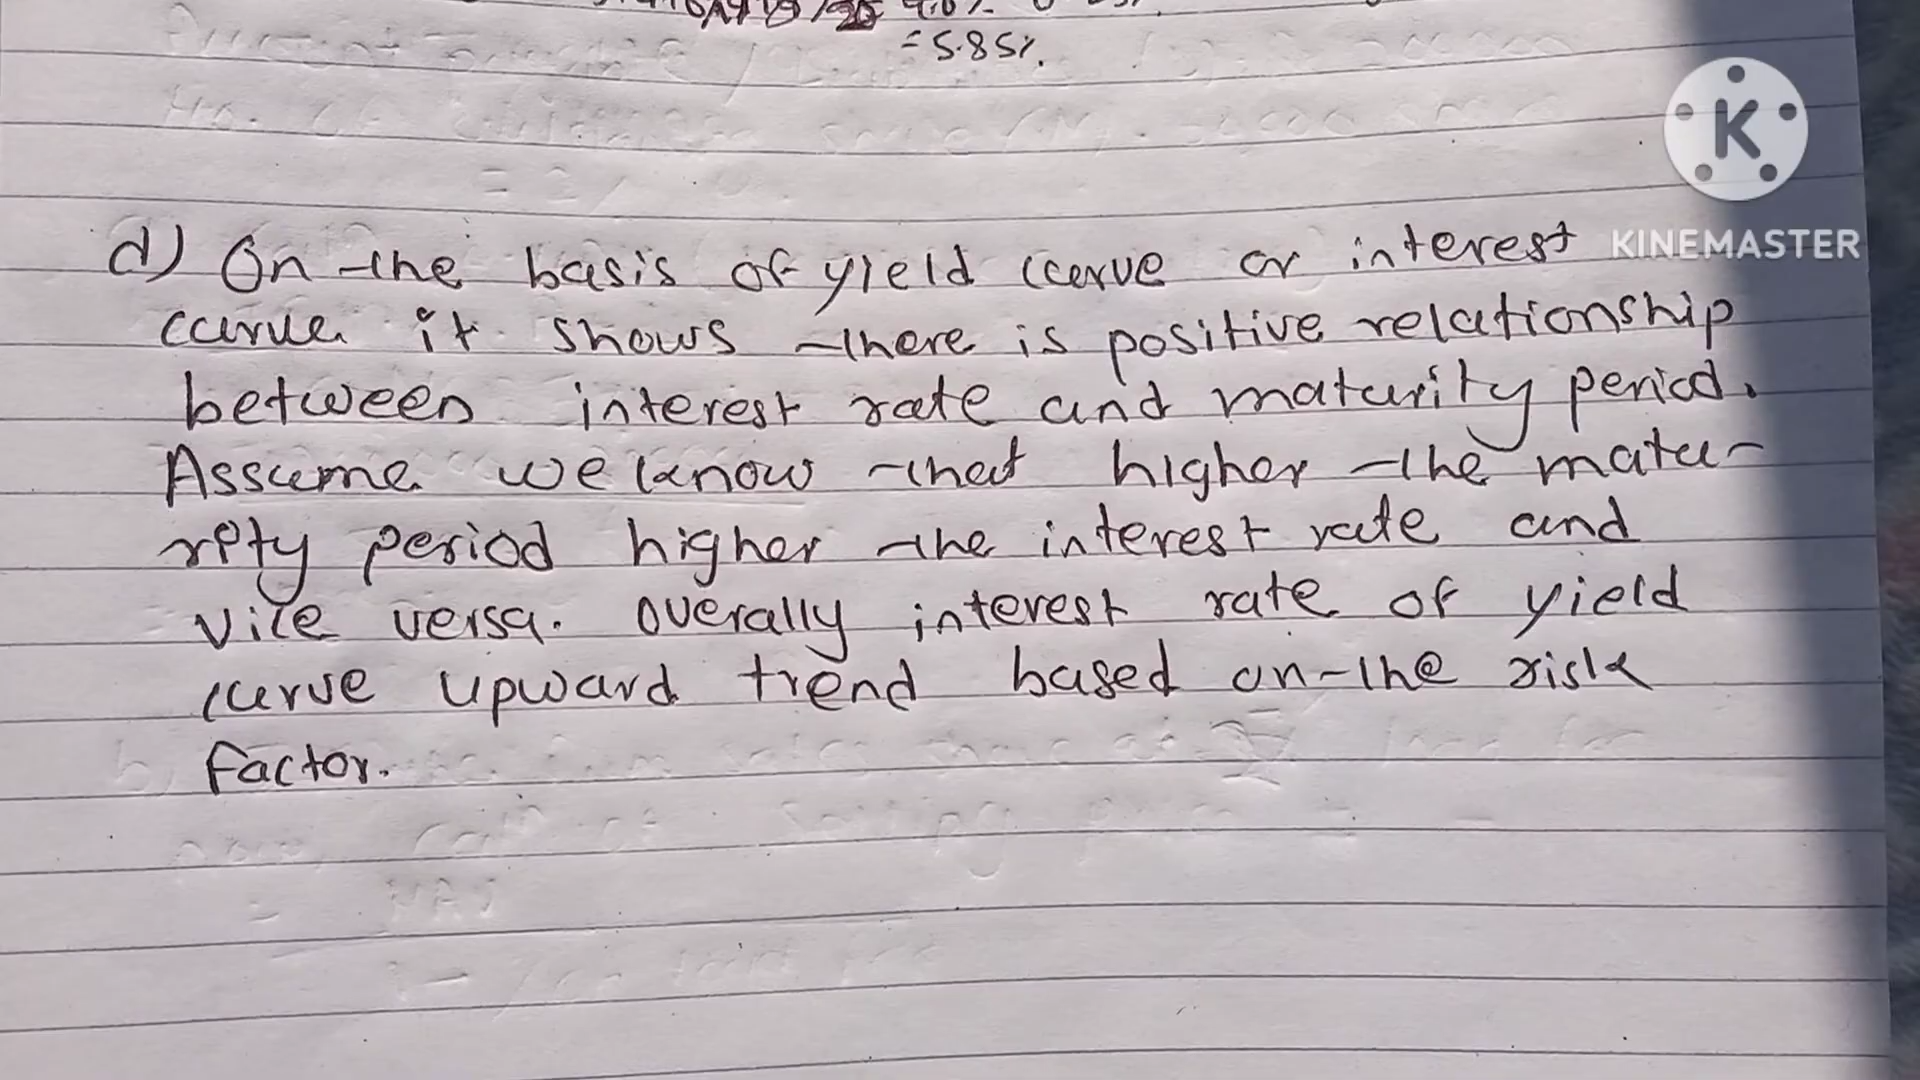 = 5.85%.
d) On the basis of yield curve or interest
curve it shows there is positive relationship
between interest rate and maturity period.
Assume we know that higher the matu-
rity period higher the interest rate and
vice versa. Overally interest rate of yield
curve upward trend based on the risk
factor.
K
KINEMASTER